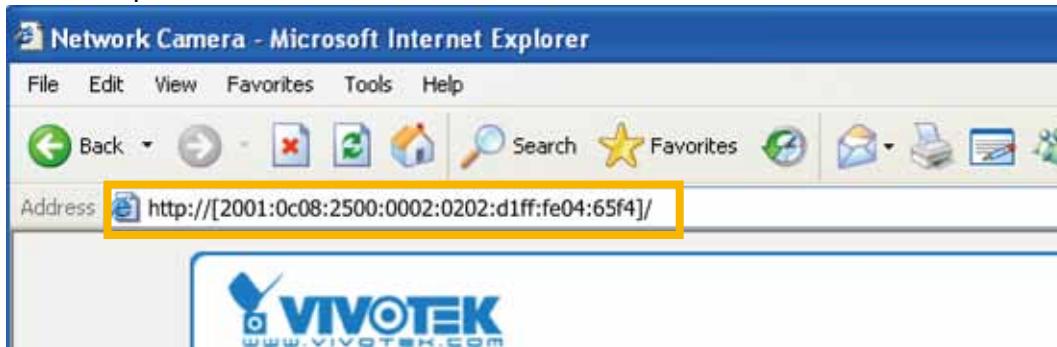 Network Camera - Microsoft Internet Explorer
File Edit View Favorites Tools Help
Back Search Favorites
Address http://[2001:0c08:2500:0002:0202:d1ff:fe04:65f4]/
VIVOTEK
WWW.VIVOTEK.COM